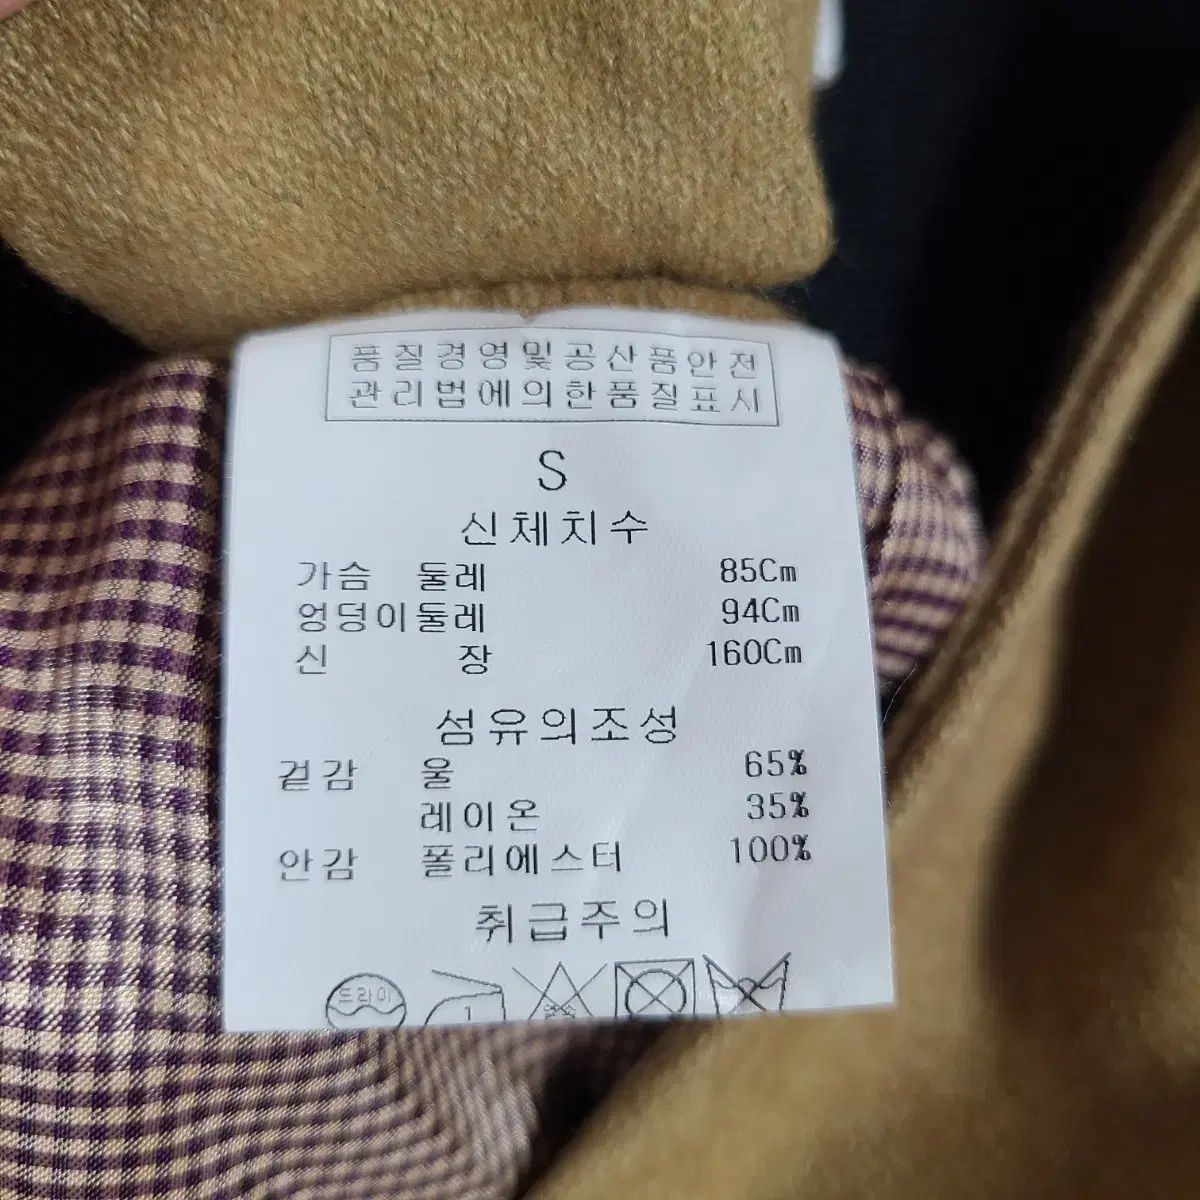 품질경영및공산품안전
관리법에의한품질표시
S
신체치수
가슴 둘레 85Cm
엉덩이둘레 94Cm
신 장 160Cm
섬유의조성
겉감 울 65%
레이온 35%
안감 폴리에스터 100%
취급주의
드라이 1